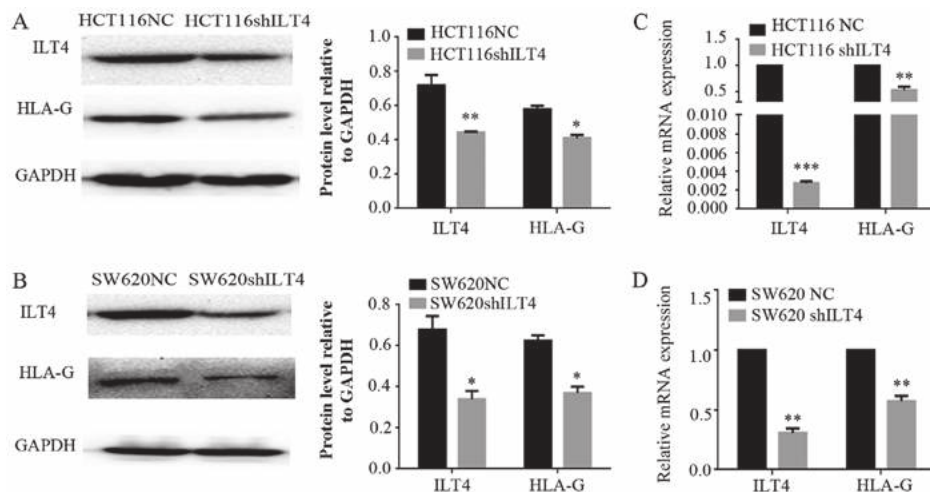 A
HCT116NC HCT116shILT4
ILT4
HLA-G
GAPDH
HCT116NC
HCT116shILT4
Protein level relative
to GAPDH
0.8
0.6
0.4
0.2
0.0
**
*
ILT4 HLA-G
C
HCT116 NC
HCT116 shILT4
Relative mRNA expression
1.5
1.0
0.5
0.010
0.008
0.006
0.004
0.002
0.000
***
**
ILT4 HLA-G
B
SW620NC SW620shILT4
ILT4
HLA-G
GAPDH
SW620NC
SW620shILT4
Protein level relative
to GAPDH
0.8
0.6
0.4
0.2
0.0
*
*
ILT4 HLA-G
D
SW620 NC
SW620 shILT4
Relative mRNA expression
1.5
1.0
0.5
0.0
**
**
ILT4 HLA-G